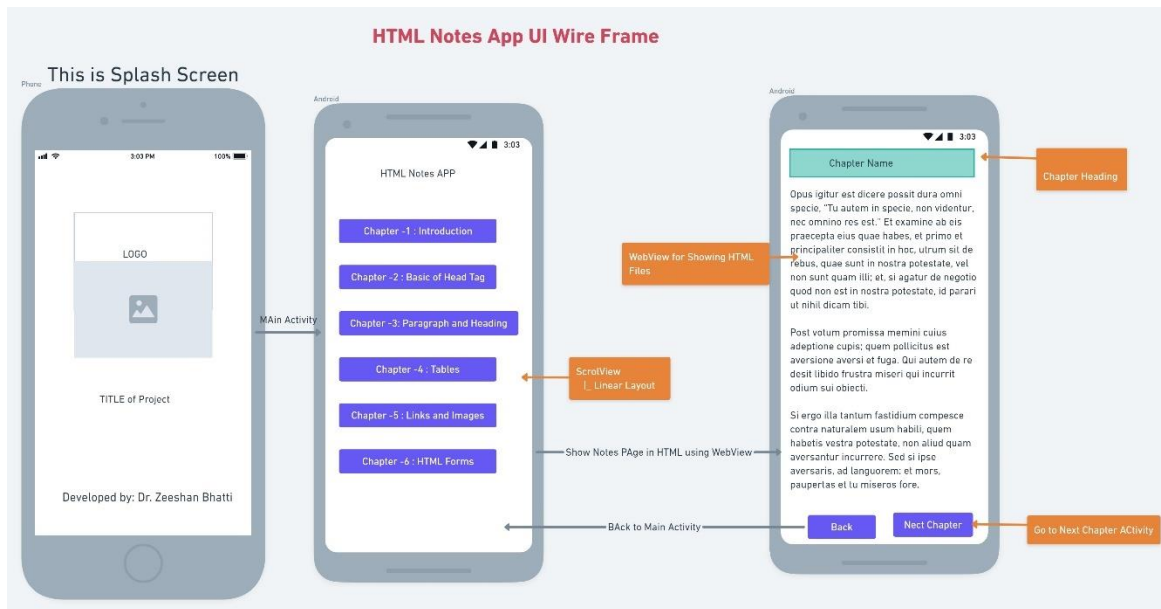 HTML Notes App UI Wire Frame
This is Splash Screen
Phone
3:03 PM
100%
LOGO
TITLE of Project
Developed by: Dr. Zeeshan Bhatti
MAin Activity
Android
3:03
HTML Notes APP
Chapter -1 : Introduction
Chapter -2 : Basic of Head Tag
Chapter -3: Paragraph and Heading
Chapter -4 : Tables
Chapter -5 : Links and Images
Chapter -6 : HTML Forms
ScrolView
|_ Linear Layout
Show Notes PAge in HTML using WebView
BAck to Main Activity
WebView for Showing HTML
Files
Android
3:03
Chapter Name
Opus igitur est dicere possit dura omni
specie, "Tu autem in specie, non videntur,
nec omnino res est." Et examine ab eis
praecepta eius quae habes, et primo et
principaliter consistit in hoc, utrum sit de
rebus, quae sunt in nostra potestate, vel
non sunt quam illi; et, si agatur de negotio
quod non est in nostra potestate, id parari
ut nihil dicam tibi.
Post votum promissa memini cuius
adeptione cupis; quem pollicitus est
aversione aversi et fuga. Qui autem de re
desit libido frustra miseri qui incurrit
odium sui obiecti.
Si ergo illa tantum fastidium compesce
contra naturalem usum habili, quem
habetis vestra potestate, non aliud quam
aversantur incurrere. Sed si ipse
aversaris, ad languorem; et mors,
paupertas et tu miseros fore.
Back
Nect Chapter
Chapter Heading
Go to Next Chapter ACtivity